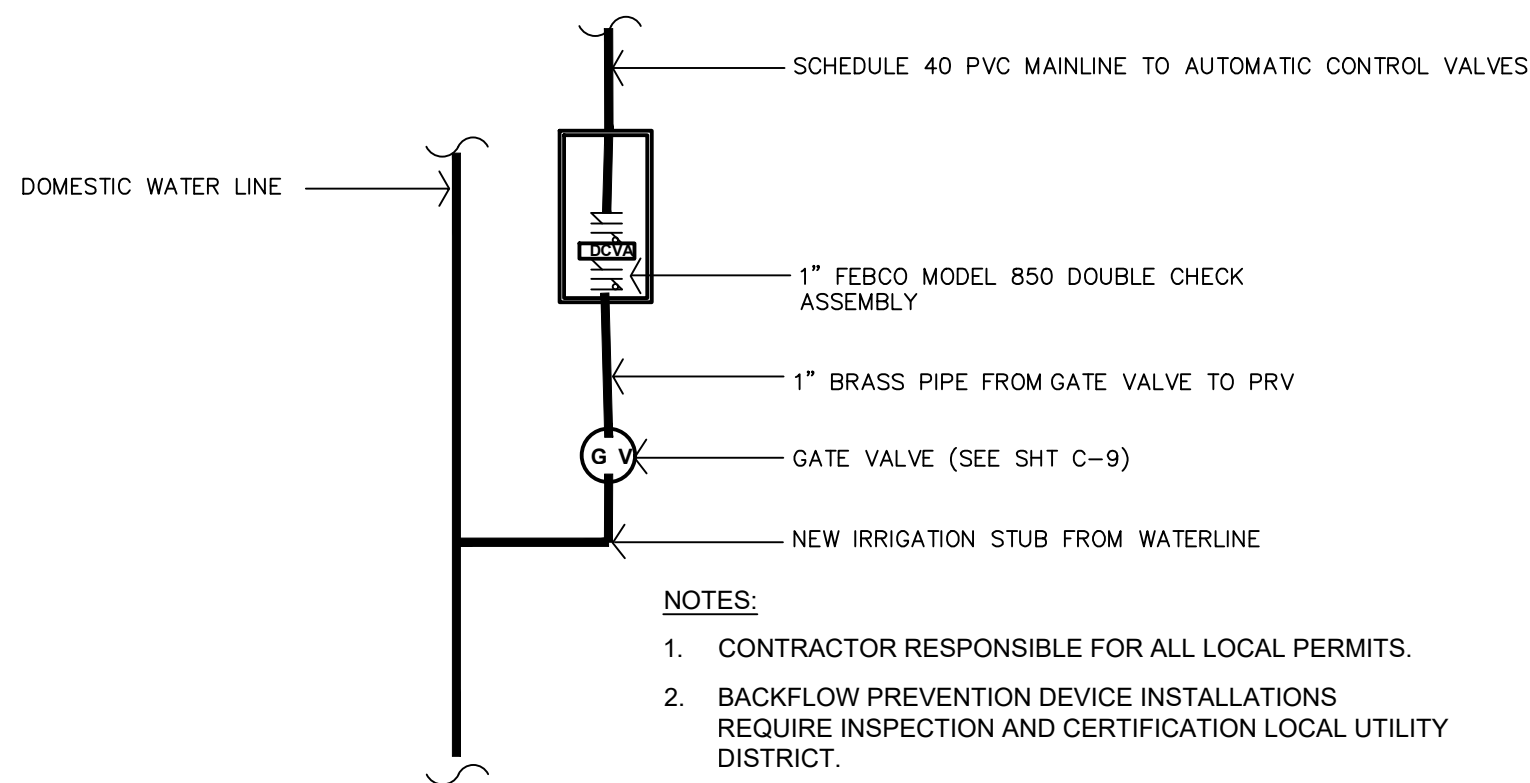 SCHEDULE 40 PVC MAINLINE TO AUTOMATIC CONTROL VALVES
DOMESTIC WATER LINE
DCVA
1" FEBCO MODEL 850 DOUBLE CHECK
ASSEMBLY
1" BRASS PIPE FROM GATE VALVE TO PRV
G V
GATE VALVE (SEE SHT C-9)
NEW IRRIGATION STUB FROM WATERLINE
NOTES:
1. CONTRACTOR RESPONSIBLE FOR ALL LOCAL PERMITS.
2. BACKFLOW PREVENTION DEVICE INSTALLATIONS
REQUIRE INSPECTION AND CERTIFICATION LOCAL UTILITY
DISTRICT.